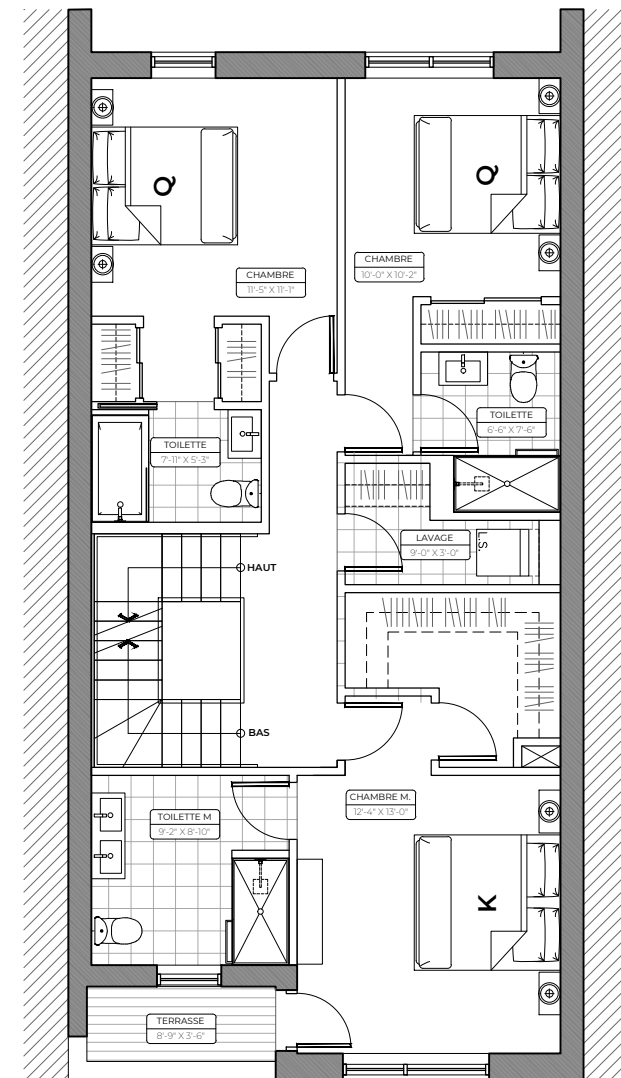 Q
Q
CHAMBRE
10'-0" X 10'-2"
CHAMBRE
11'-5" X 11'-1"
TOILETTE
6'-6" X 7'-6"
TOILETTE
7'-11" X 5'-3"
LAVAGE
9'-0" X 3'-0"
L.S.
HAUT
BAS
CHAMBRE M.
12'-4" X 13'-0"
TOILETTE M
9'-2" X 8'-10"
K
TERRASSE
8'-9" X 3'-6"